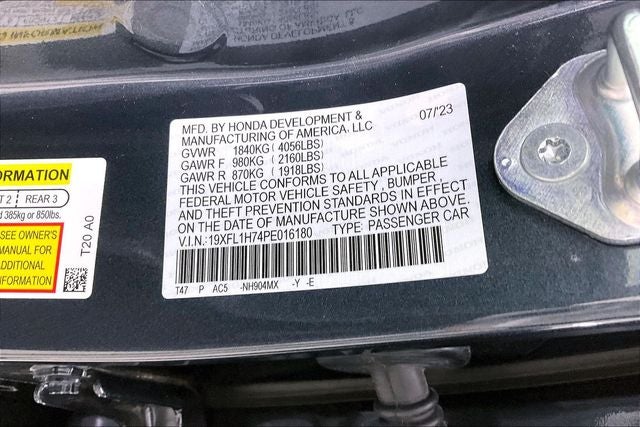 MFD. BY HONDA DEVELOPMENT & 07/'23
MANUFACTURING OF AMERICA, LLC
GVWR 1840KG ( 4056LBS)
GAWR F 980KG ( 2160LBS)
GAWR R 870KG ( 1918LBS)
THIS VEHICLE CONFORMS TO ALL APPLICABLE
FEDERAL MOTOR VEHICLE SAFETY , BUMPER ,
AND THEFT PREVENTION STANDARDS IN EFFECT
ON THE DATE OF MANUFACTURE SHOWN ABOVE.
V.I.N: 19XFL1H74PE016180 TYPE: PASSENGER CAR
T47 P AC5 -NH904MX -Y -E
ORMATION
2 REAR 3
385kg or 850lbs.
SEE OWNER'S
MANUAL FOR
ADDITIONAL
INFORMATION
T20 A0